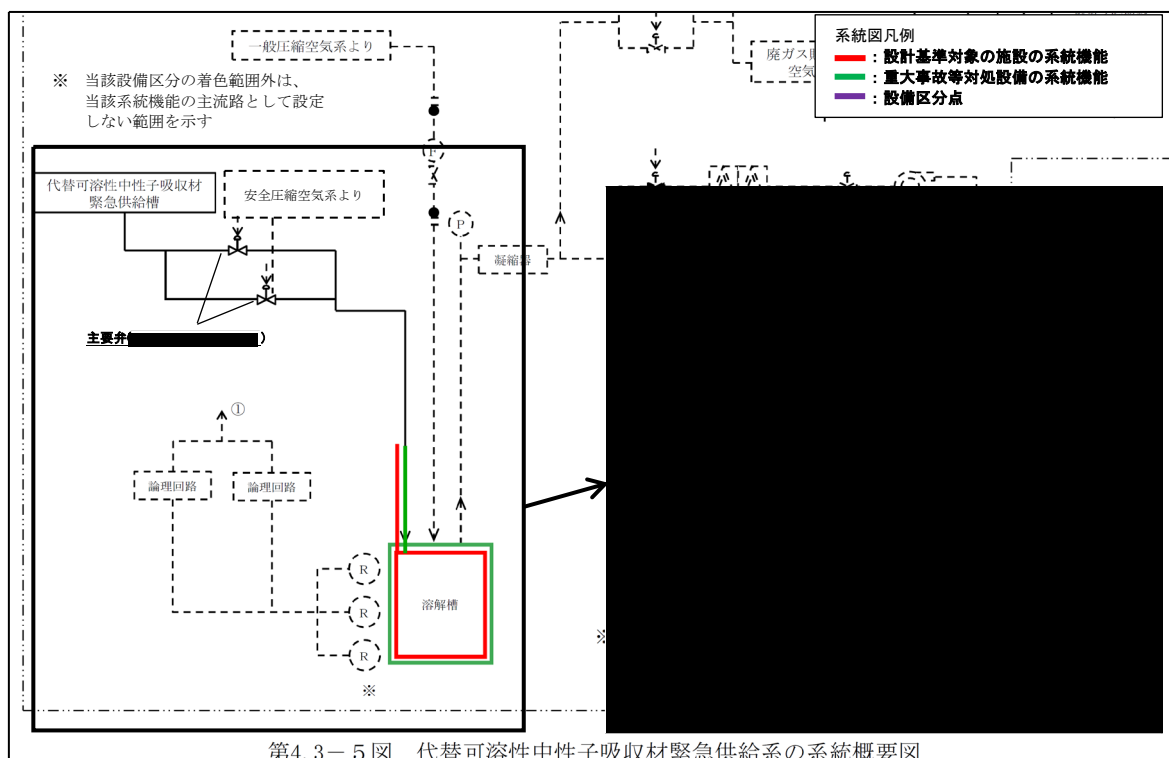 一般圧縮空気系より
廃ガス
空気
系統図凡例
：設計基準対象の施設の系統機能
：重大事故等対処設備の系統機能
：設備区分点
※ 当該設備区分の着色範囲外は、
当該系統機能の主流路として設定
しない範囲を示す
F
代替可溶性中性子吸収材
緊急供給槽
安全圧縮空気系より
P
凝縮器
主要弁( )
①
論理回路
論理回路
R
R
R
溶解槽
※
※
第4.3－5図 代替可溶性中性子吸収材緊急供給系の系統概要図